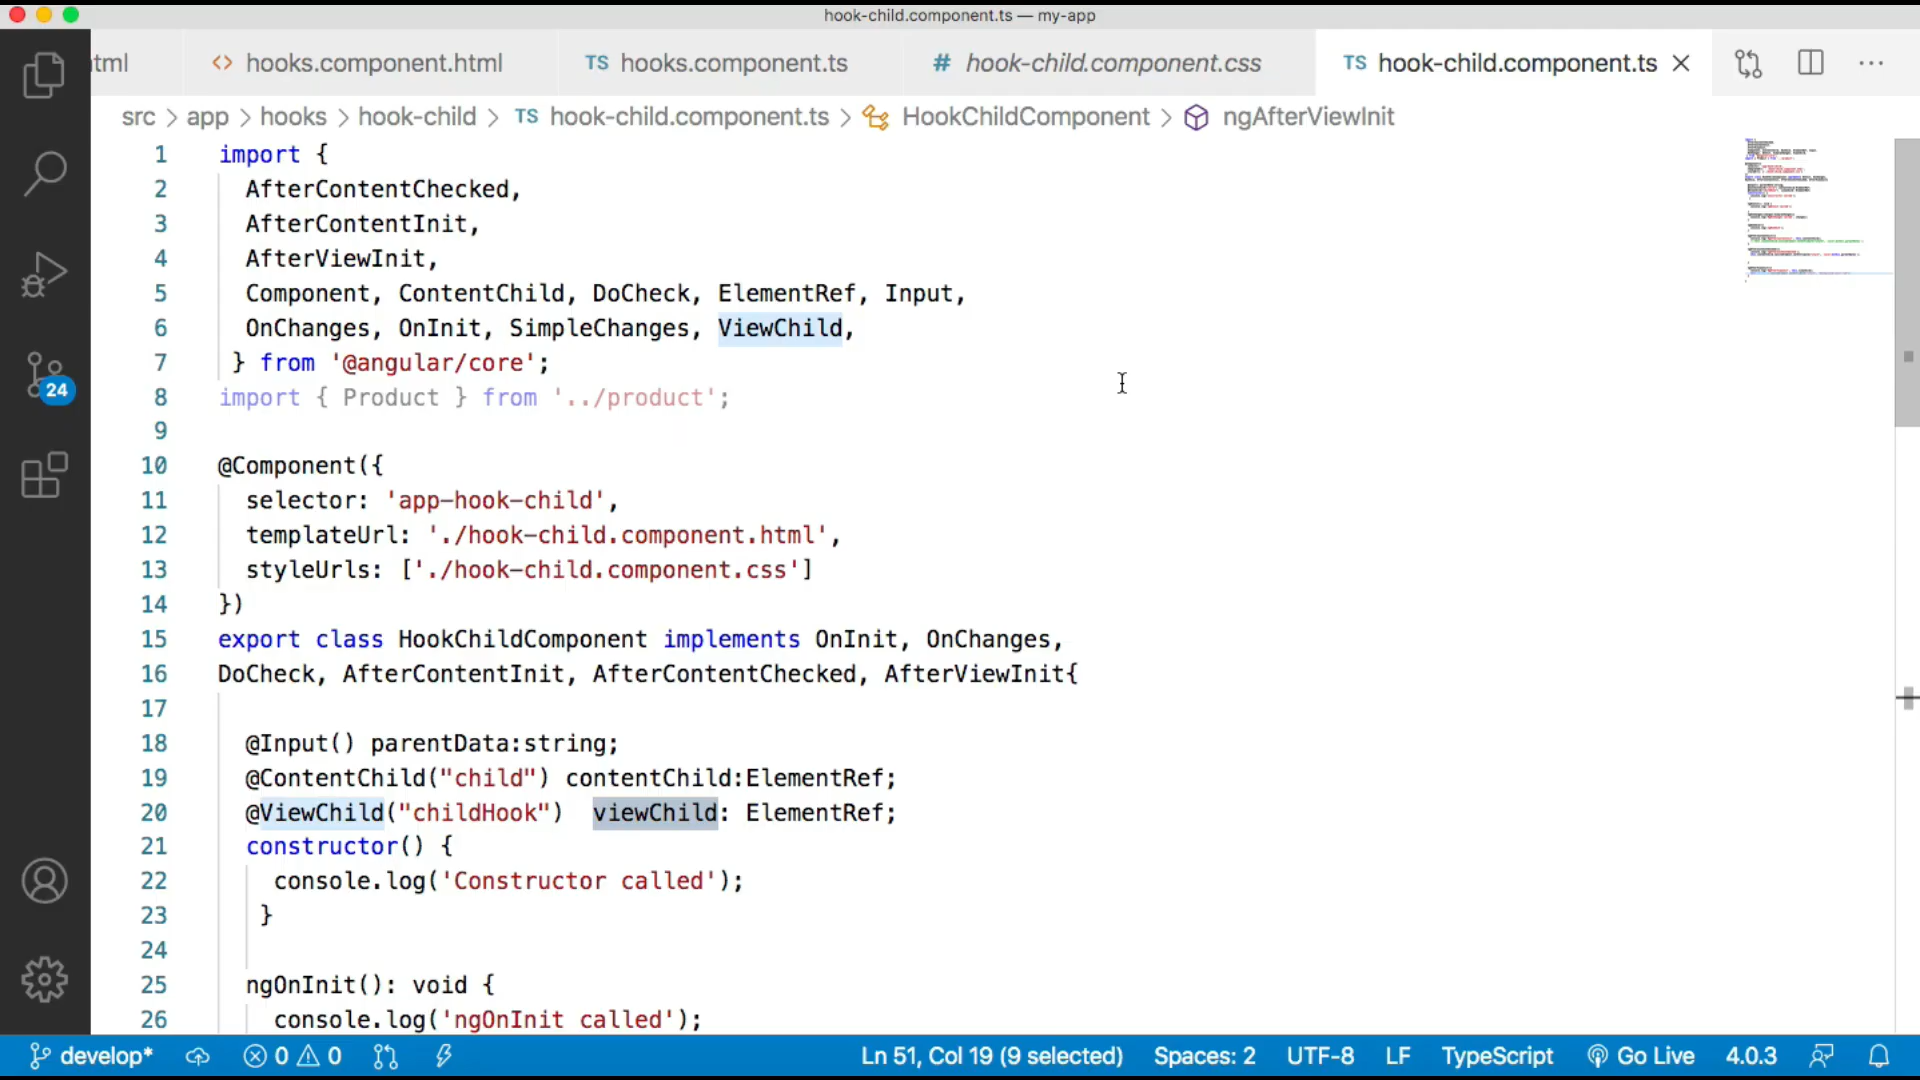 hook-child.component.ts — my-app
tml
<> hooks.component.html
TS hooks.component.ts
# hook-child.component.css
TS hook-child.component.ts
src > app > hooks > hook-child > TS hook-child.component.ts > HookChildComponent > ngAfterViewInit
1 import {
2 AfterContentChecked,
3 AfterContentInit,
4 AfterViewInit,
5 Component, ContentChild, DoCheck, ElementRef, Input,
6 OnChanges, OnInit, SimpleChanges, ViewChild,
7 } from '@angular/core';
8 import { Product } from '../product';
9
10 @Component({
11 selector: 'app-hook-child',
12 templateUrl: './hook-child.component.html',
13 styleUrls: ['./hook-child.component.css']
14 })
15 export class HookChildComponent implements OnInit, OnChanges,
16 DoCheck, AfterContentInit, AfterContentChecked, AfterViewInit{
17
18 @Input() parentData:string;
19 @ContentChild("child") contentChild:ElementRef;
20 @ViewChild("childHook") viewChild: ElementRef;
21 constructor() {
22 console.log('Constructor called');
23 }
24
25 ngOnInit(): void {
26 console.log('ngOnInit called');
24
develop* 0 0 Ln 51, Col 19 (9 selected) Spaces: 2 UTF-8 LF TypeScript Go Live 4.0.3